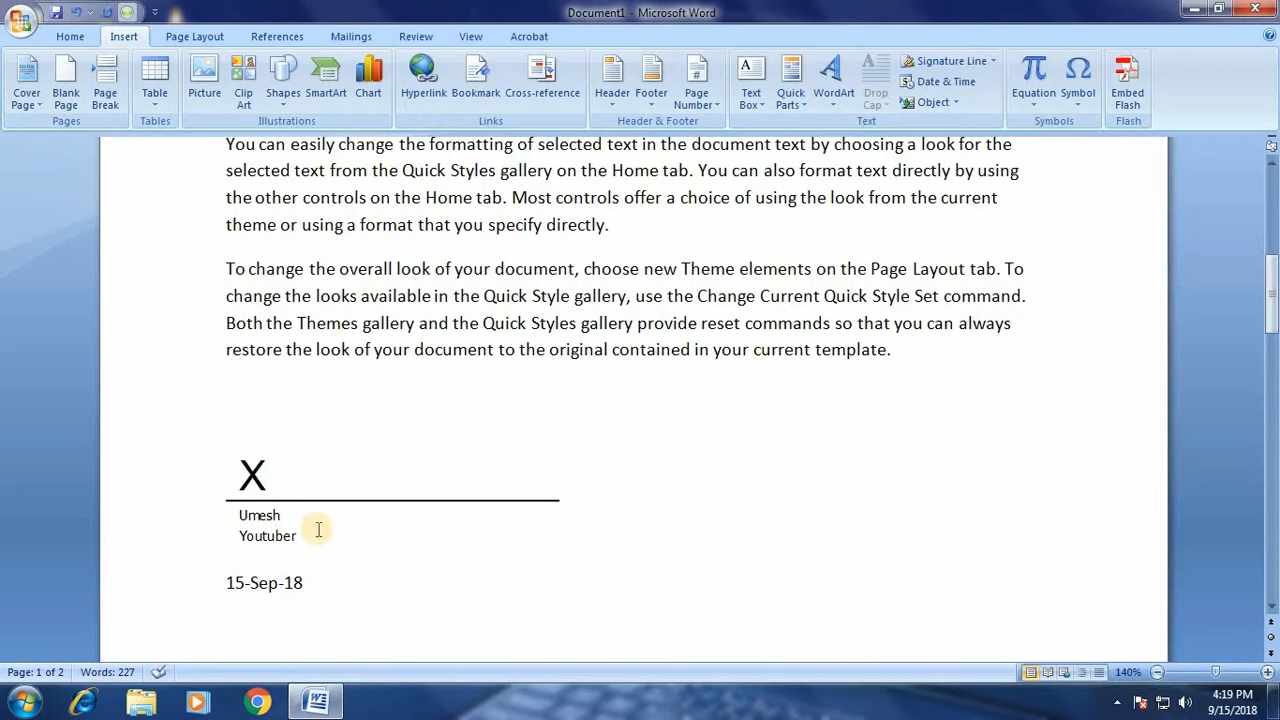 Document1 - Microsoft Word
Home Insert Page Layout References Mailings Review View Acrobat
Cover Page Blank Page Page Break
Pages
Table
Tables
Picture Clip Art Shapes SmartArt Chart
Illustrations
Hyperlink Bookmark Cross-reference
Links
Header Footer Page Number
Header & Footer
Text Box Quick Parts WordArt Drop Cap
Signature Line
Date & Time
Object
Text
Equation Symbol
Symbols
Embed Flash
Flash
You can easily change the formatting of selected text in the document text by choosing a look for the
selected text from the Quick Styles gallery on the Home tab. You can also format text directly by using
the other controls on the Home tab. Most controls offer a choice of using the look from the current
theme or using a format that you specify directly.
To change the overall look of your document, choose new Theme elements on the Page Layout tab. To
change the looks available in the Quick Style gallery, use the Change Current Quick Style Set command.
Both the Themes gallery and the Quick Styles gallery provide reset commands so that you can always
restore the look of your document to the original contained in your current template.
X
Umesh
Youtuber
15-Sep-18
Page: 1 of 2 Words: 227 140%
4:19 PM
9/15/2018